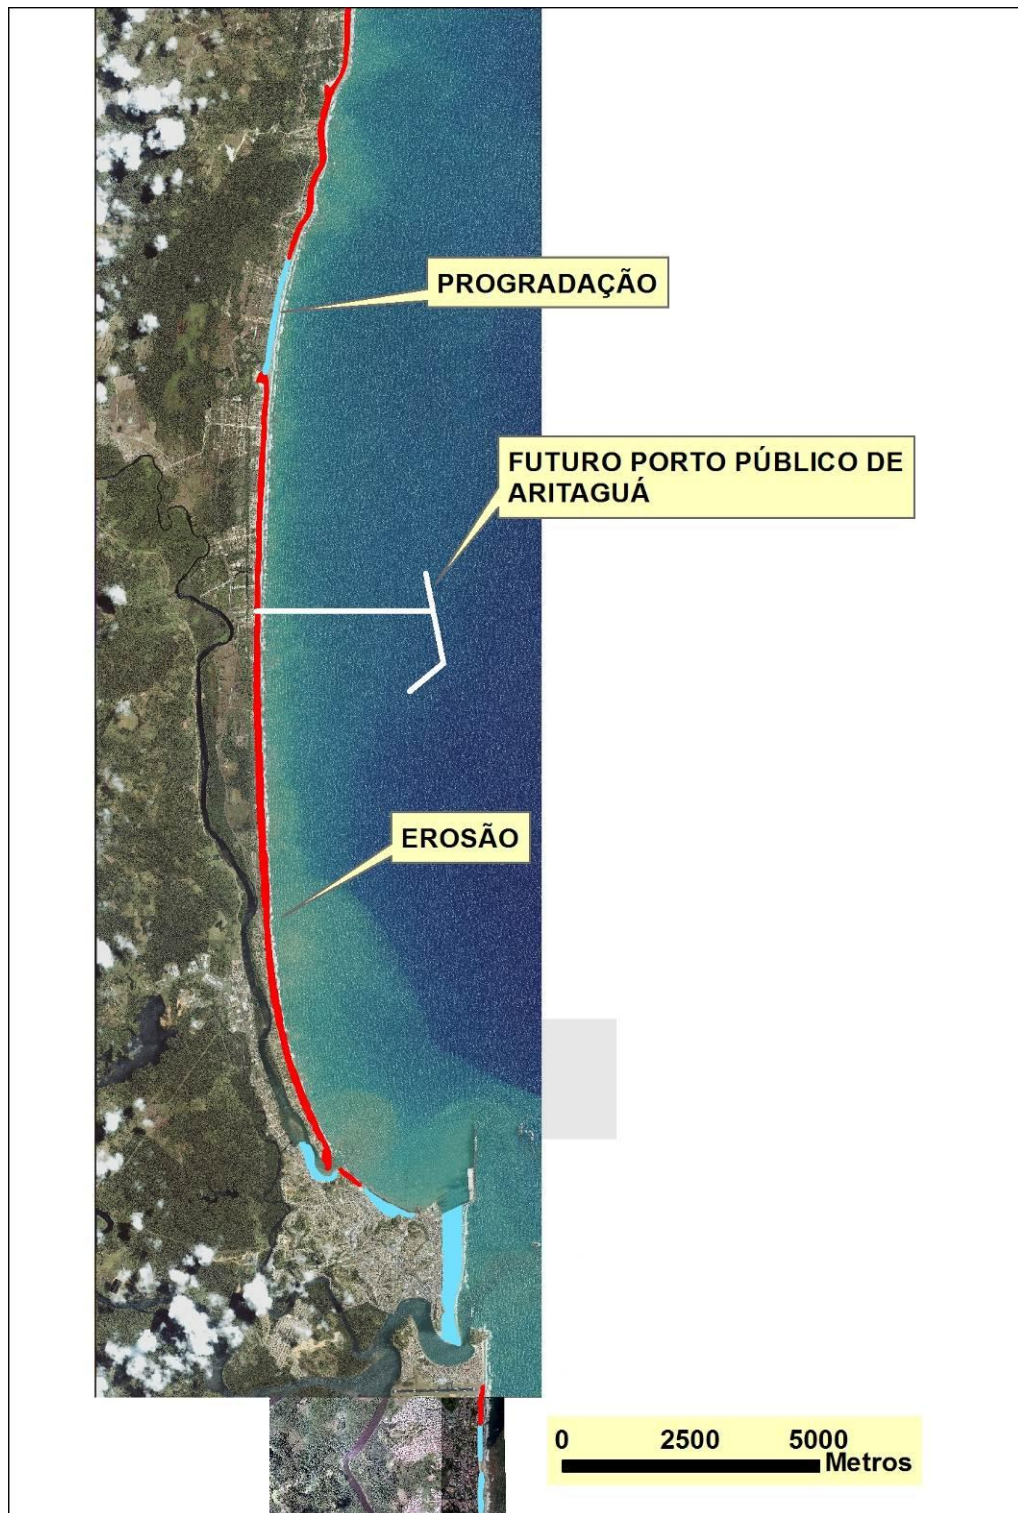 PROGRADAÇÃO
FUTURO PORTO PÚBLICO DE
ARITAGUÁ
EROSÃO
0 2500 5000
Metros